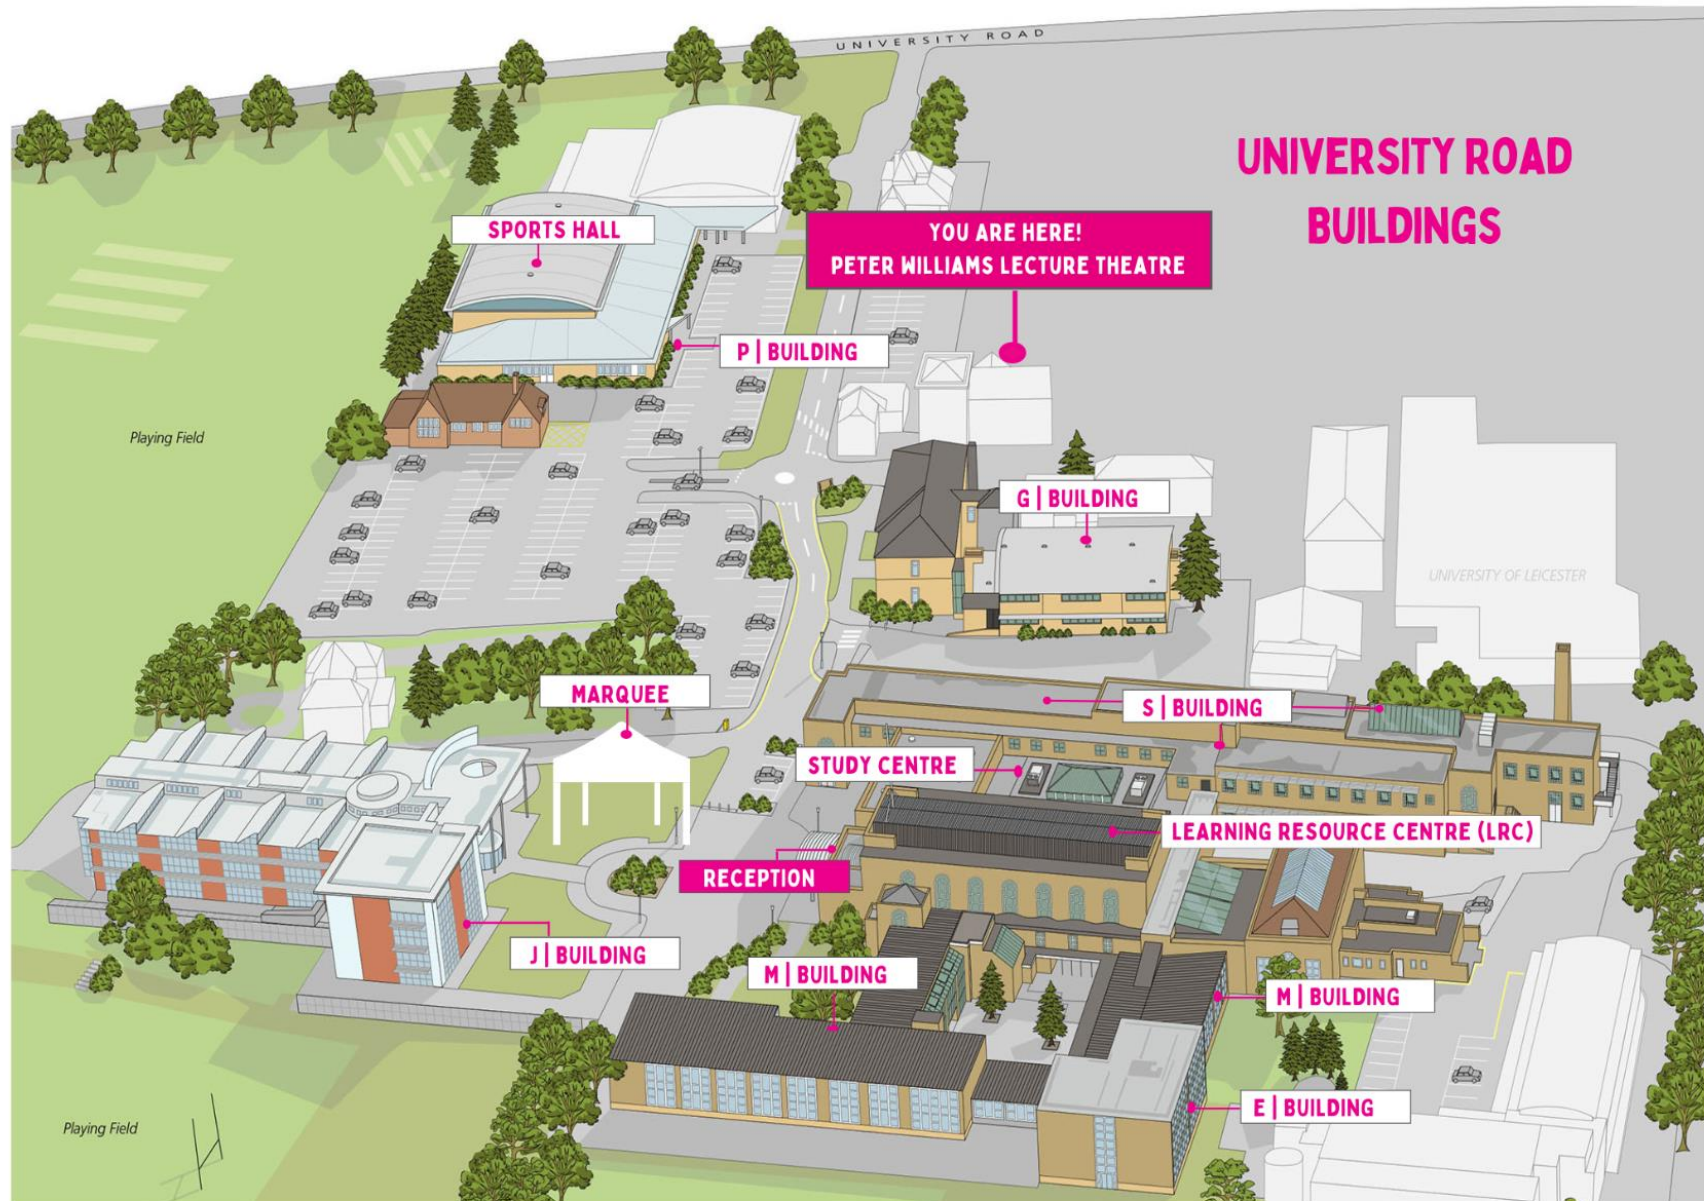 UNIVERSITY ROAD
UNIVERSITY ROAD
BUILDINGS
SPORTS HALL
YOU ARE HERE!
PETER WILLIAMS LECTURE THEATRE
P | BUILDING
Playing Field
G | BUILDING
UNIVERSITY OF LEICESTER
MARQUEE
S | BUILDING
STUDY CENTRE
LEARNING RESOURCE CENTRE (LRC)
RECEPTION
J | BUILDING
M | BUILDING
M | BUILDING
E | BUILDING
Playing Field